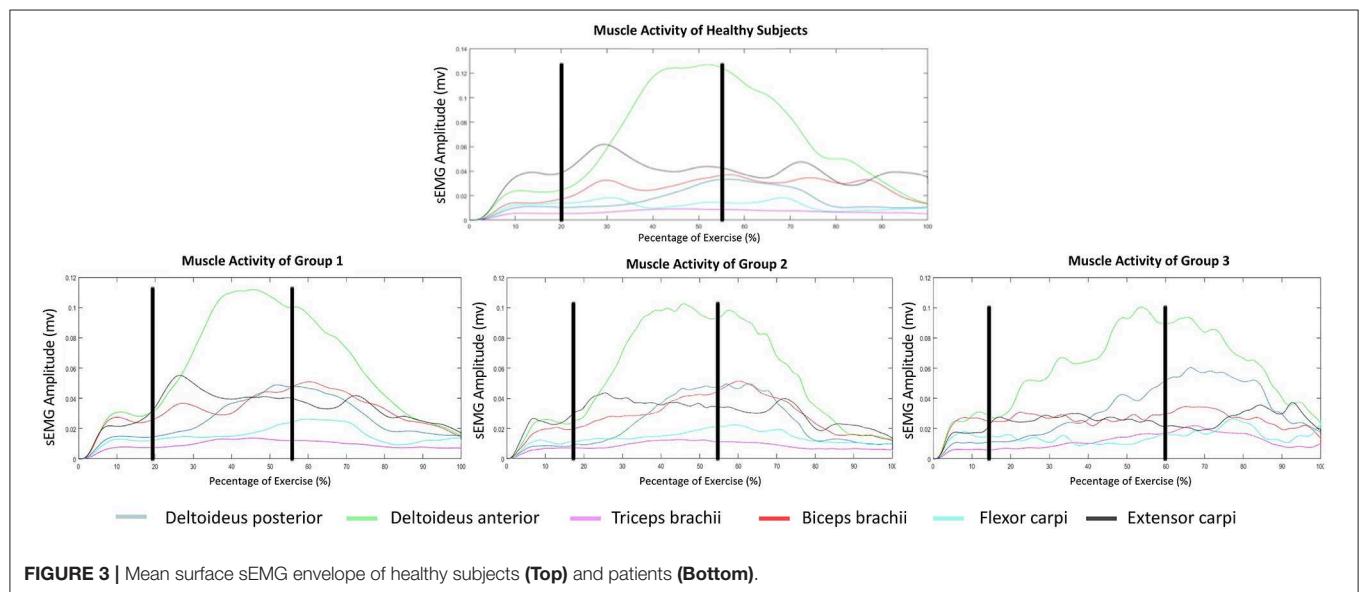 Muscle Activity of Healthy Subjects
sEMG Amplitude (mv)
0.14
0.12
0.1
0.08
0.06
0.04
0.02
0
0 10 20 30 40 50 60 70 80 90 100
Pecentage of Exercise (%)
Muscle Activity of Group 1
sEMG Amplitude (mv)
0.12
0.1
0.08
0.06
0.04
0.02
0
0 10 20 30 40 50 60 70 80 90 100
Pecentage of Exercise (%)
Muscle Activity of Group 2
sEMG Amplitude (mv)
0.12
0.1
0.08
0.06
0.04
0.02
0
0 10 20 30 40 50 60 70 80 90 100
Pecentage of Exercise (%)
Muscle Activity of Group 3
sEMG Amplitude (mv)
0.12
0.1
0.08
0.06
0.04
0.02
0
0 10 20 30 40 50 60 70 80 90 100
Pecentage of Exercise (%)
Deltoideus posterior Deltoideus anterior Triceps brachii Biceps brachii Flexor carpi Extensor carpi
FIGURE 3 | Mean surface sEMG envelope of healthy subjects (Top) and patients (Bottom).